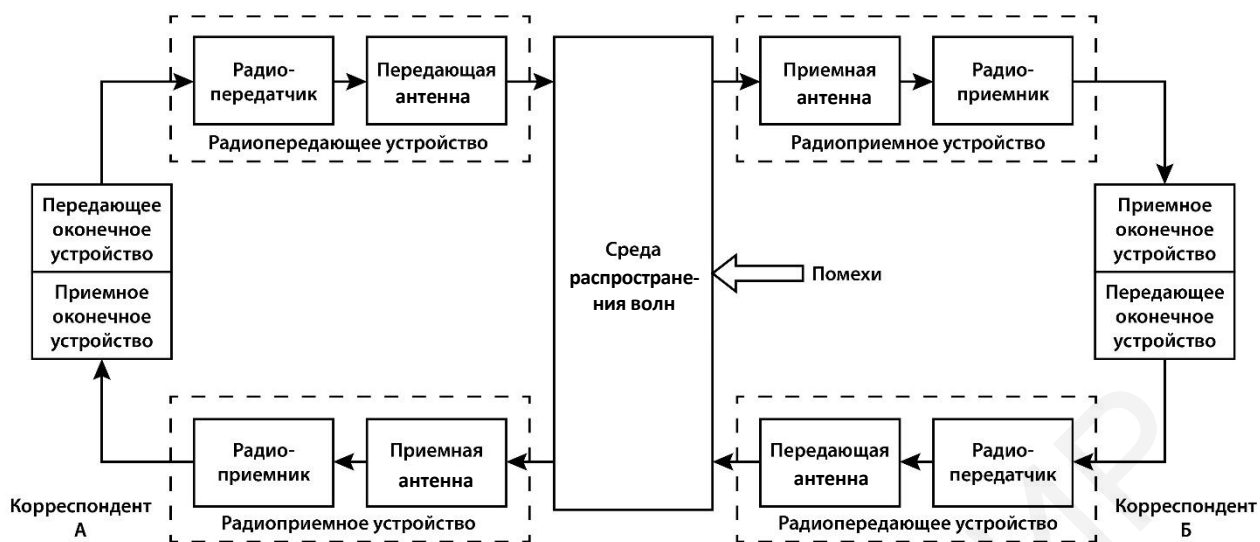 Радио-
передатчик
Передающая
антенна
Радиопередающее устройство
Приемная
антенна
Радио-
приемник
Радиоприемное устройство
Передающее
оконечное
устройство
Приемное
оконечное
устройство
Среда
распростране-
ния волн
Помехи
Приемное
оконечное
устройство
Передающее
оконечное
устройство
Корреспондент
А
Радио-
приемник
Приемная
антенна
Радиоприемное устройство
Передающая
антенна
Радио-
передатчик
Радиопередающее устройство
Корреспондент
Б